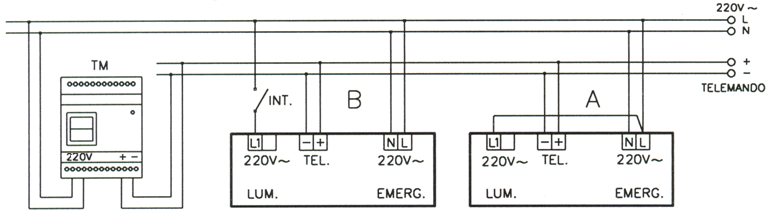 220V ~
L
N
+
−
TELEMANDO
TM
220V + −
INT.
B
A
L1 − + N L
220V~ TEL. 220V~
LUM. EMERG.
L1 − + N L
220V~ TEL. 220V~
LUM. EMERG.